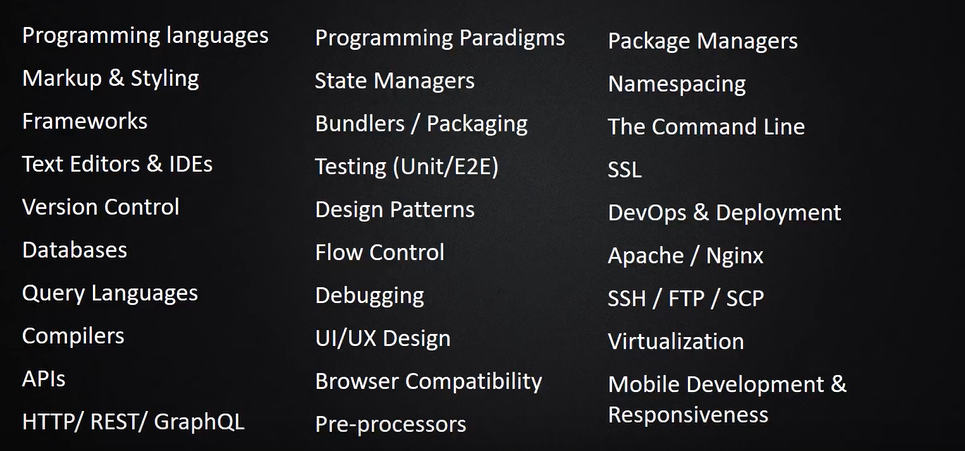 Programming languages
Markup & Styling
Frameworks
Text Editors & IDEs
Version Control
Databases
Query Languages
Compilers
APIs
HTTP/ REST/ GraphQL
Programming Paradigms
State Managers
Bundlers / Packaging
Testing (Unit/E2E)
Design Patterns
Flow Control
Debugging
UI/UX Design
Browser Compatibility
Pre-processors
Package Managers
Namespacing
The Command Line
SSL
DevOps & Deployment
Apache / Nginx
SSH / FTP / SCP
Virtualization
Mobile Development &
Responsiveness